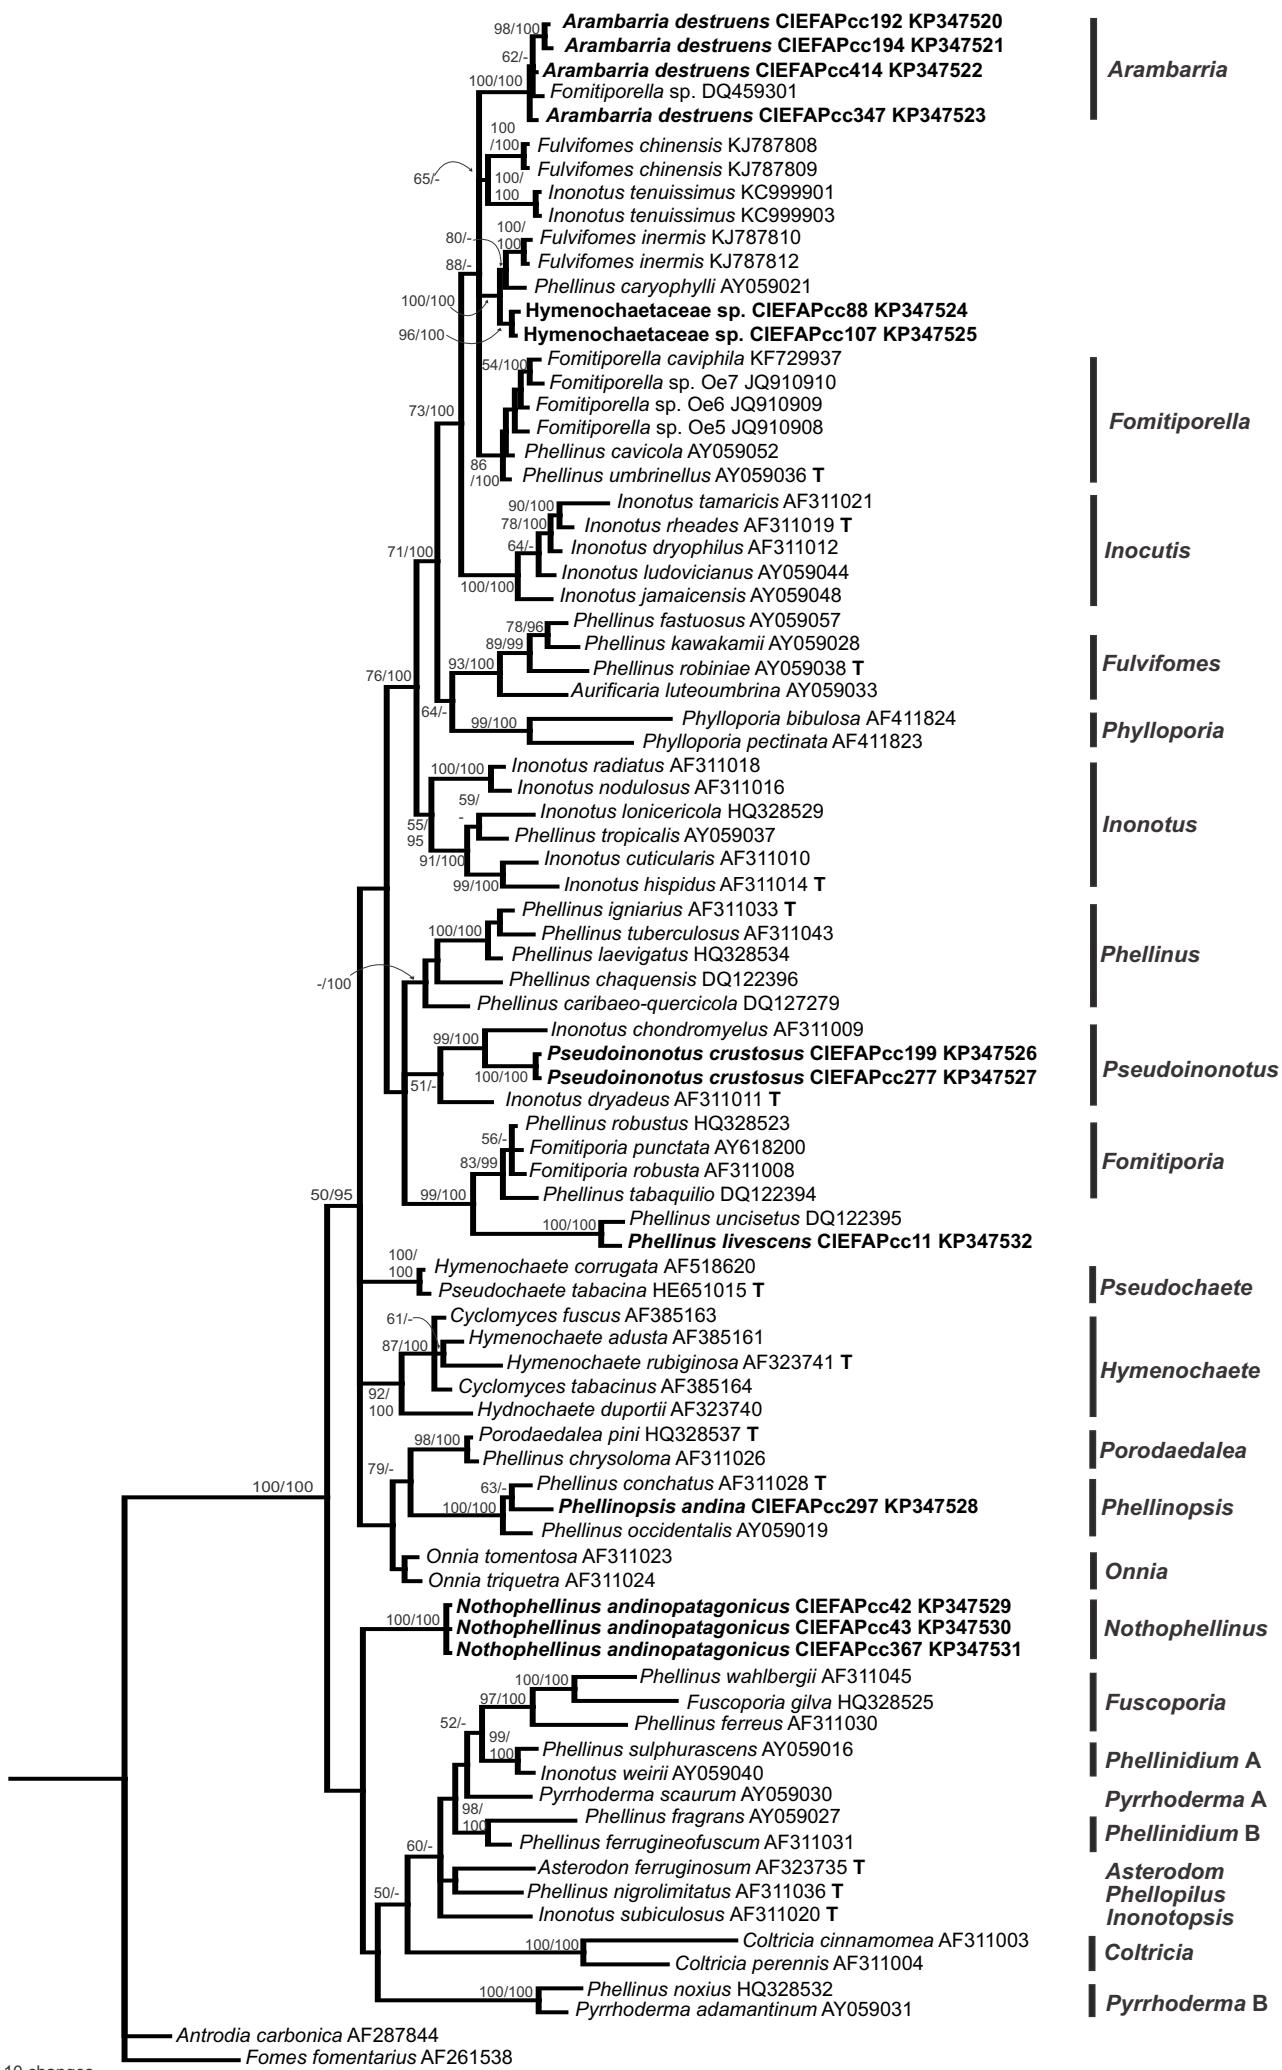 Arambarria destruens CIEFAPcc192 KP347520
98/100
Arambarria destruens CIEFAPcc194 KP347521
62/-
Arambarria destruens CIEFAPcc414 KP347522
Arambarria
100/100
Fomitiporella sp. DQ459301
Arambarria destruens CIEFAPcc347 KP347523
100
/100
Fulvifomes chinensis KJ787808
Fulvifomes chinensis KJ787809
65/-
100/
100
Inonotus tenuissimus KC999901
Inonotus tenuissimus KC999903
100/
100
80/-
Fulvifomes inermis KJ787810
88/-
Fulvifomes inermis KJ787812
Phellinus caryophylli AY059021
100/100
Hymenochaetaceae sp. CIEFAPcc88 KP347524
96/100
Hymenochaetaceae sp. CIEFAPcc107 KP347525
54/100
Fomitiporella caviphila KF729937
Fomitiporella sp. Oe7 JQ910910
73/100
Fomitiporella sp. Oe6 JQ910909
Fomitiporella
Fomitiporella sp. Oe5 JQ910908
Phellinus cavicola AY059052
86
/100
Phellinus umbrinellus AY059036 T
90/100
Inonotus tamaricis AF311021
78/100
Inonotus rheades AF311019 T
64/-
Inonotus dryophilus AF311012
Inocutis
71/100
Inonotus ludovicianus AY059044
100/100
Inonotus jamaicensis AY059048
78/96
Phellinus fastuosus AY059057
89/99
Phellinus kawakamii AY059028
93/100
Phellinus robiniae AY059038 T
Fulvifomes
76/100
Aurificaria luteoumbrina AY059033
64/-
99/100
Phylloporia bibulosa AF411824
Phylloporia
Phylloporia pectinata AF411823
100/100
Inonotus radiatus AF311018
Inonotus nodulosus AF311016
59/
-
Inonotus lonicericola HQ328529
55/
95
Phellinus tropicalis AY059037
Inonotus
91/100
Inonotus cuticularis AF311010
99/100
Inonotus hispidus AF311014 T
Phellinus igniarius AF311033 T
100/100
Phellinus tuberculosus AF311043
Phellinus laevigatus HQ328534
Phellinus
-/100
Phellinus chaquensis DQ122396
Phellinus caribaeo-quercicola DQ127279
99/100
Inonotus chondromyelus AF311009
Pseudoinonotus crustosus CIEFAPcc199 KP347526
100/100
Pseudoinonotus crustosus CIEFAPcc277 KP347527
Pseudoinonotus
51/-
Inonotus dryadeus AF311011 T
Phellinus robustus HQ328523
56/-
Fomitiporia punctata AY618200
83/99
Fomitiporia robusta AF311008
Fomitiporia
99/100
Phellinus tabaquilio DQ122394
50/95
100/100
Phellinus uncisetus DQ122395
Phellinus livescens CIEFAPcc11 KP347532
100/
100
Hymenochaete corrugata AF518620
Pseudochaete tabacina HE651015 T
Pseudochaete
61/-
Cyclomyces fuscus AF385163
87/100
Hymenochaete adusta AF385161
Hymenochaete rubiginosa AF323741 T
Hymenochaete
92/
100
Cyclomyces tabacinus AF385164
Hydnochaete duportii AF323740
98/100
Porodaedalea pini HQ328537 T
Phellinus chrysoloma AF311026
Porodaedalea
79/-
63/-
Phellinus conchatus AF311028 T
100/100
100/100
Phellinopsis andina CIEFAPcc297 KP347528
Phellinopsis
Phellinus occidentalis AY059019
Onnia tomentosa AF311023
Onnia
Onnia triquetra AF311024
Nothophellinus andinopatagonicus CIEFAPcc42 KP347529
100/100
Nothophellinus andinopatagonicus CIEFAPcc43 KP347530
Nothophellinus
Nothophellinus andinopatagonicus CIEFAPcc367 KP347531
100/100
Phellinus wahlbergii AF311045
97/100
Fuscoporia gilva HQ328525
Fuscoporia
52/-
Phellinus ferreus AF311030
99/
100
Phellinus sulphurascens AY059016
Phellinidium A
Inonotus weirii AY059040
Pyrrhoderma scaurum AY059030
Pyrrhoderma A
98/
100
Phellinus fragrans AY059027
Phellinidium B
Phellinus ferrugineofuscum AF311031
60/-
Asterodon ferruginosum AF323735 T
Asterodom
Phellinus nigrolimitatus AF311036 T
Phellopilus
50/-
Inonotus subiculosus AF311020 T
Inonotopsis
100/100
Coltricia cinnamomea AF311003
Coltricia
Coltricia perennis AF311004
100/100
Phellinus noxius HQ328532
Pyrrhoderma B
Pyrrhoderma adamantinum AY059031
Antrodia carbonica AF287844
Fomes fomentarius AF261538